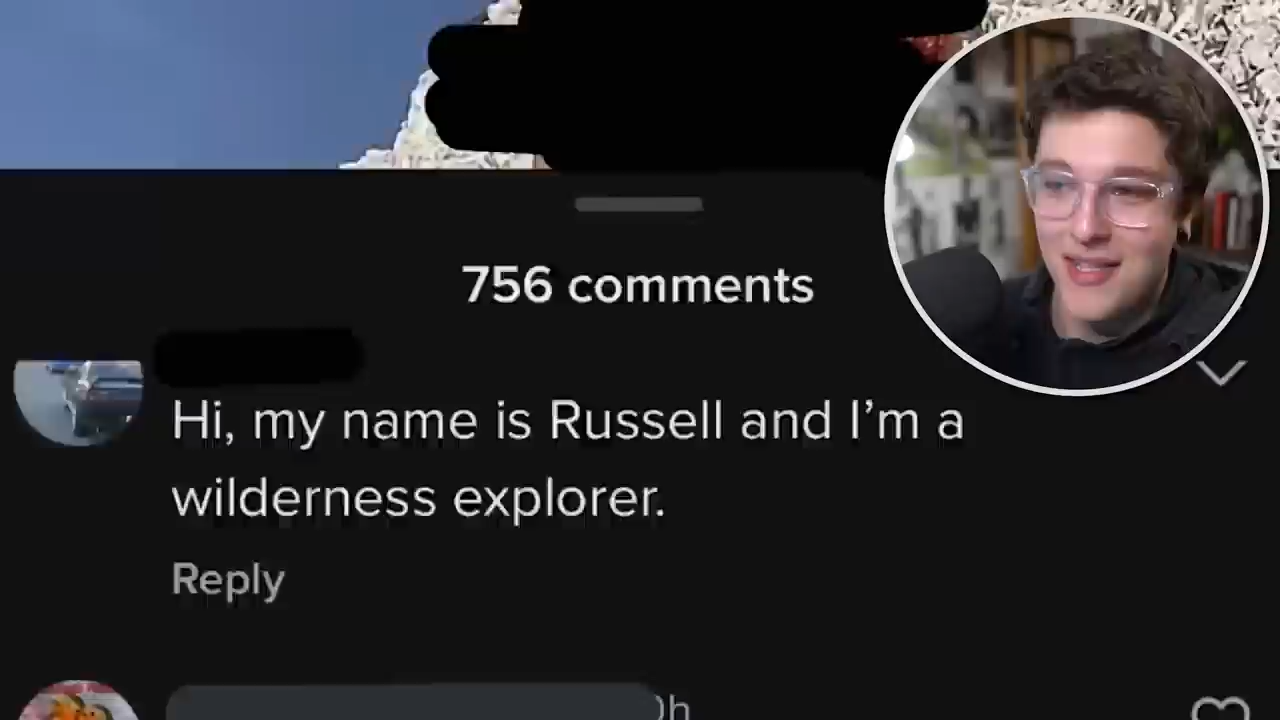 756 comments
Hi, my name is Russell and I’m a
wilderness explorer.
Reply